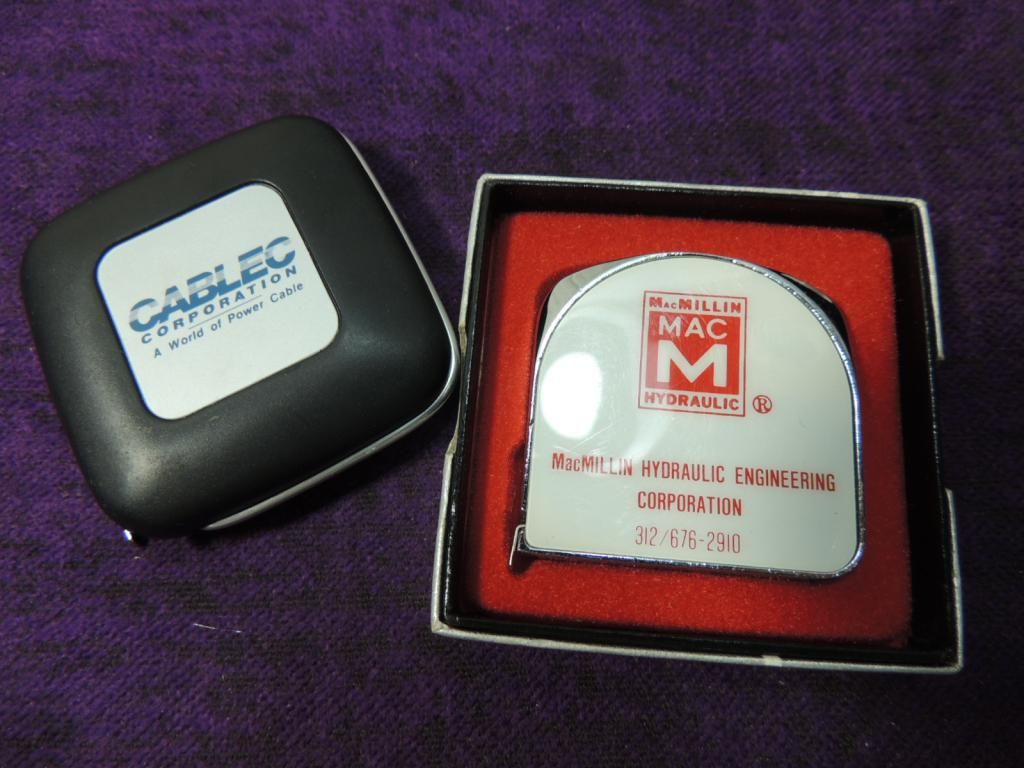 CABLEC
CORPORATION
A World of Power Cable
MacMILLIN
MAC
M
HYDRAULIC ®
MacMILLIN HYDRAULIC ENGINEERING
CORPORATION
312/676-2910